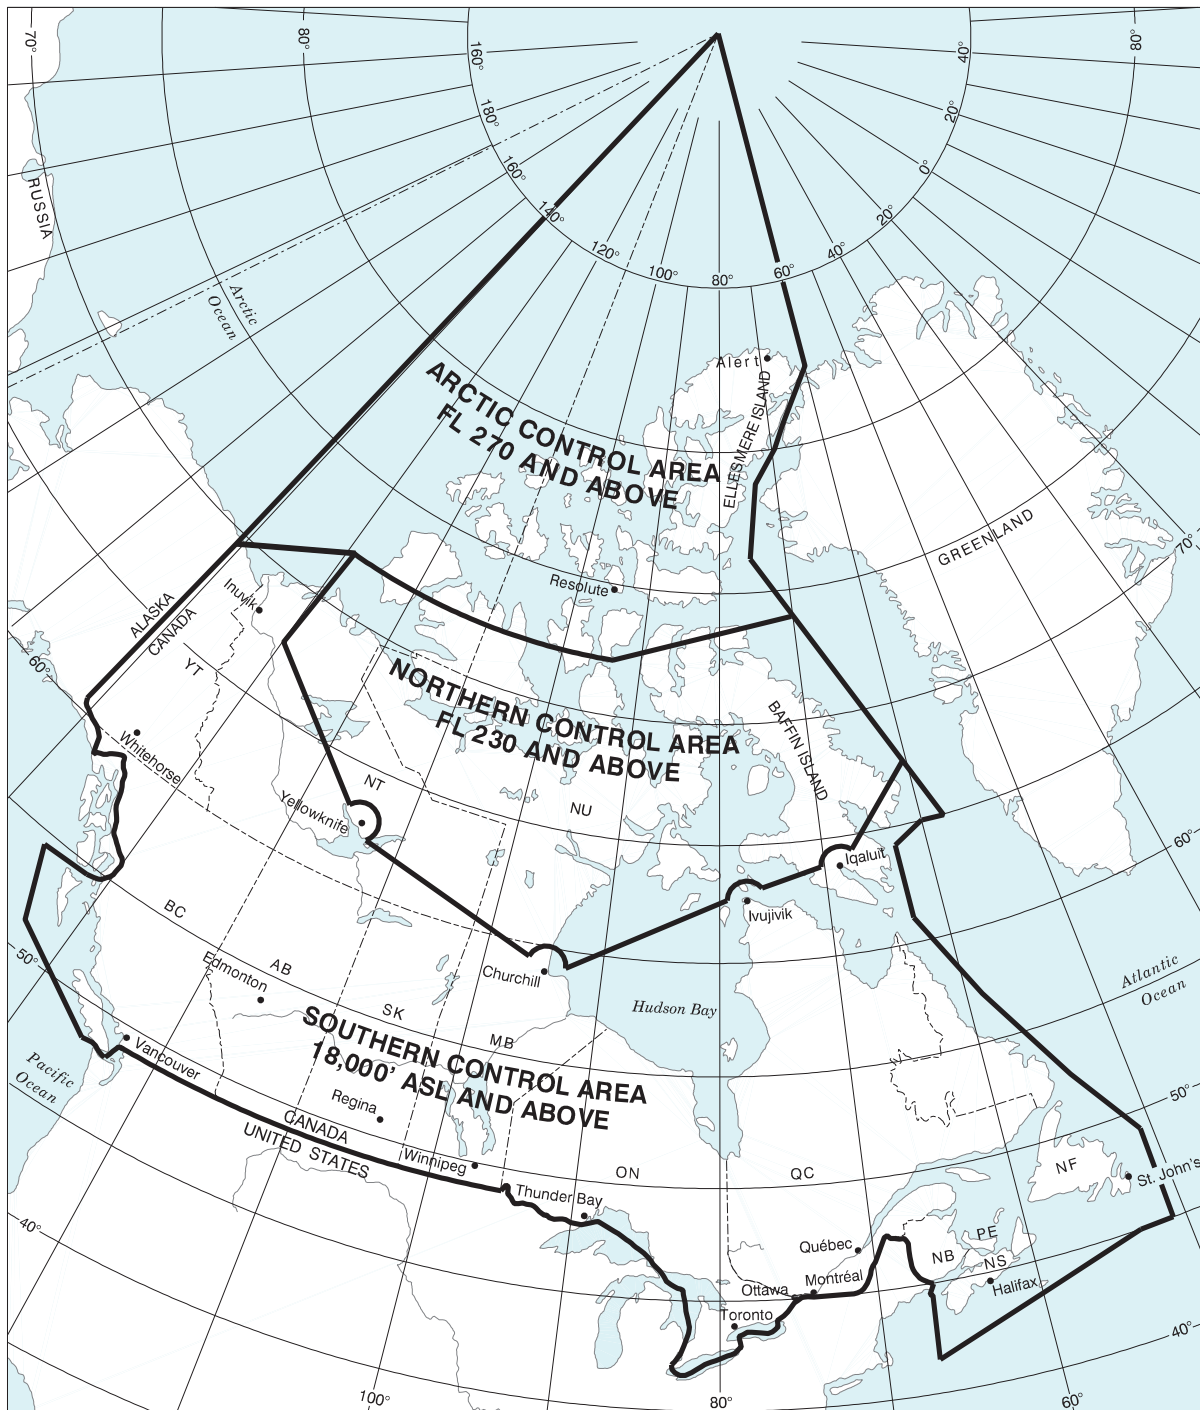 70°
80°
160°
40°
80°
180°
20°
160°
0°
140°
20°
120°
100°
80°
60°
40°
RUSSIA
Arctic
Ocean
Alert
ELLESMERE ISLAND
ARCTIC CONTROL AREA
FL 270 AND ABOVE
GREENLAND
70°
Resolute
Inuvik
ALASKA
CANADA
YT
60°
NORTHERN CONTROL AREA
FL 230 AND ABOVE
BAFFIN ISLAND
Whitehorse
NT
NU
Yellowknife
Iqaluit
60°
Ivujivik
BC
AB
Edmonton
50°
Churchill
Hudson Bay
Atlantic
Ocean
SK
MB
SOUTHERN CONTROL AREA
18,000’ ASL AND ABOVE
Pacific
Ocean
Vancouver
Regina
CANADA
UNITED STATES
Winnipeg
Thunder Bay
ON
QC
50°
NF
St. John's
40°
Québec
NB
PE
NS
Halifax
Ottawa
Montréal
Toronto
40°
100°
80°
60°